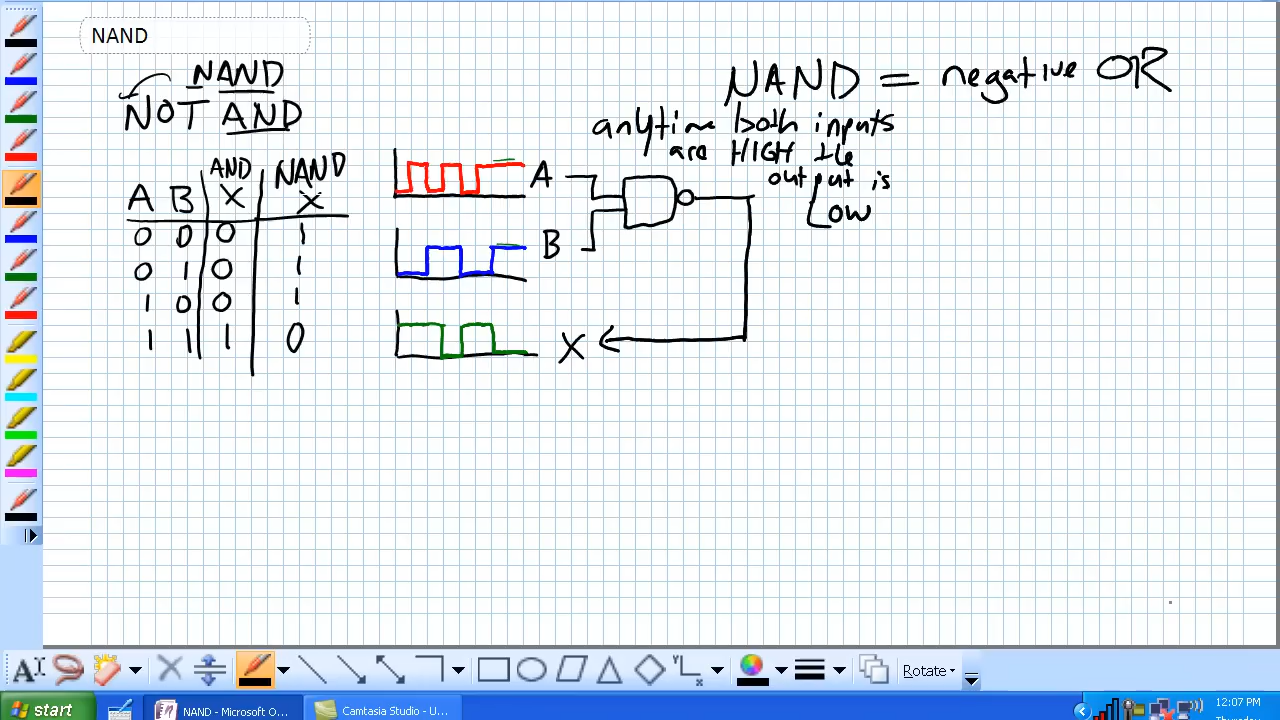 NAND
NAND
NOT AND
NAND = negative OR
anytime both inputs
are HIGH the
output is
LOW
AND NAND
A B X X
0 0 0 1
0 1 0 1
1 0 0 1
1 1 1 0
A
B
X
A
Rotate
start
NAND - Microsoft O...
Camtasia Studio - U...
12:07 PM